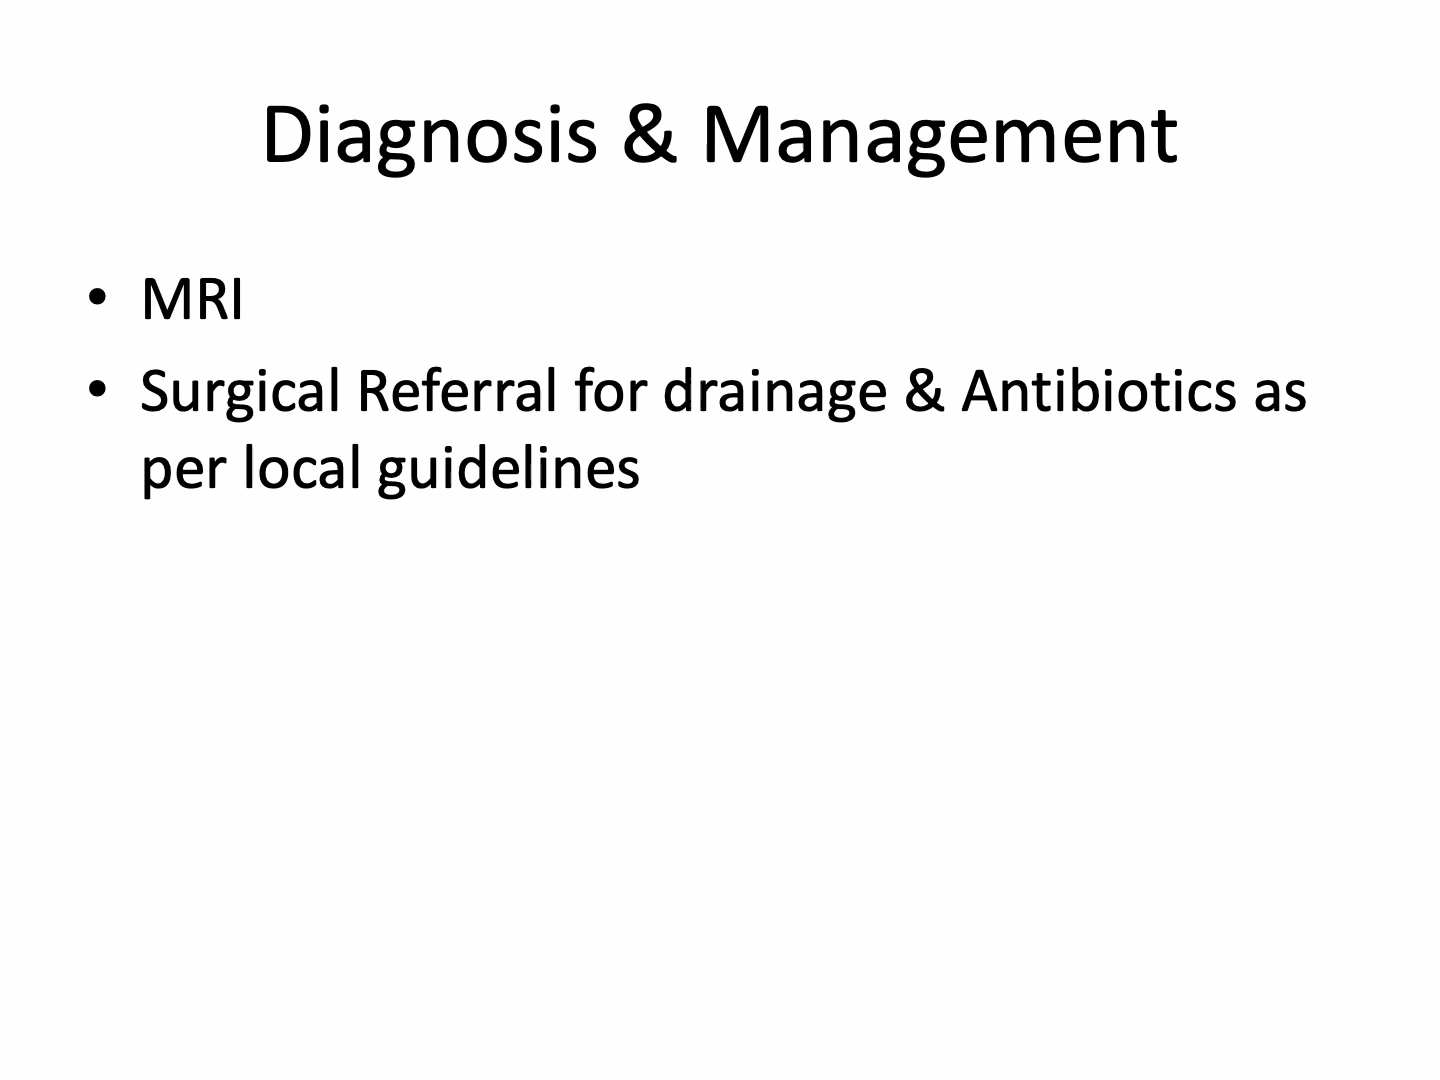 Diagnosis & Management
• MRI
• Surgical Referral for drainage & Antibiotics as
per local guidelines